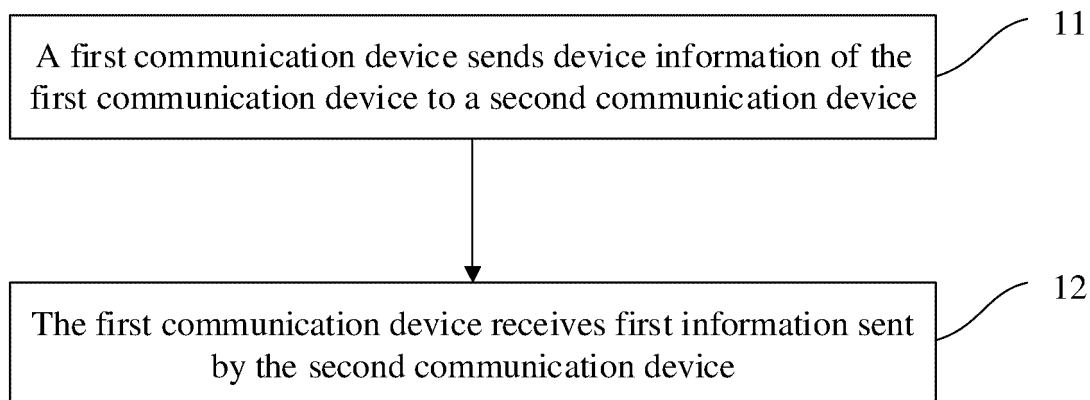 11
A first communication device sends device information of the
first communication device to a second communication device
12
The first communication device receives first information sent
by the second communication device